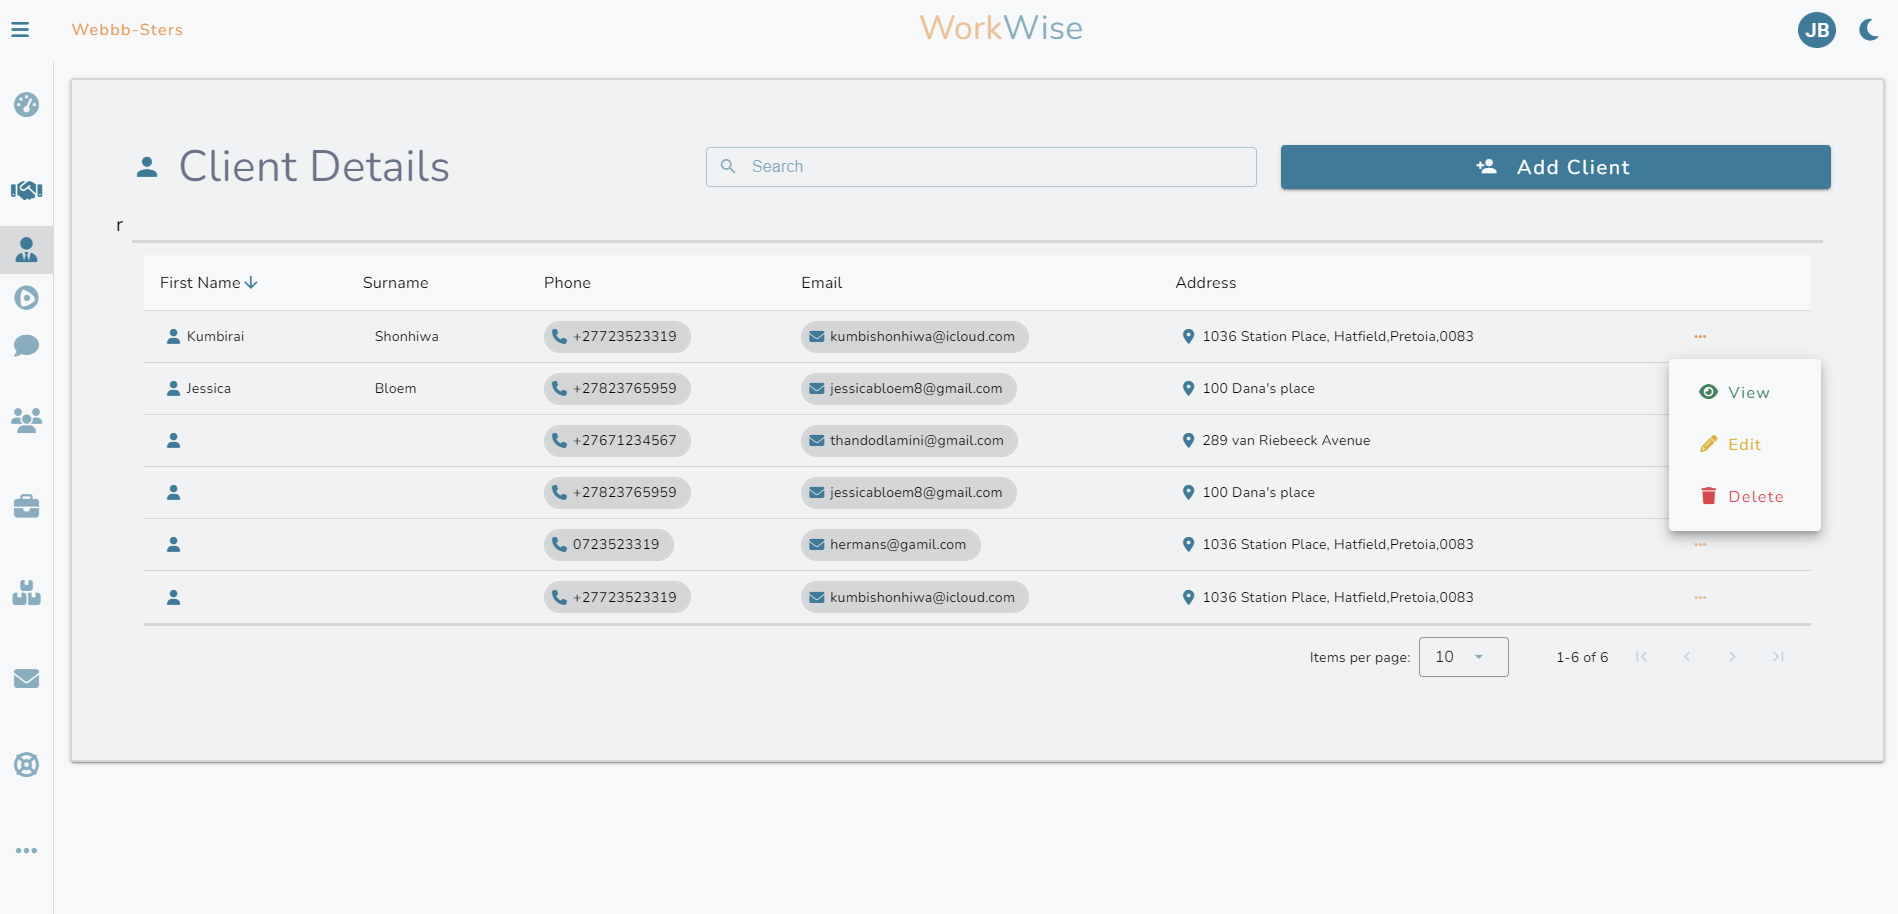 Webbb-Sters
WorkWise
JB
Client Details
Search
Add Client
r
First Name Surname Phone Email Address
Kumbirai Shonhiwa +27723523319 kumbishonhiwa@icloud.com 1036 Station Place, Hatfield,Pretoia,0083
Jessica Bloem +27823765959 jessicabloem8@gmail.com 100 Dana's place
+27671234567 thandodlamini@gmail.com 289 van Riebeeck Avenue
+27823765959 jessicabloem8@gmail.com 100 Dana's place
0723523319 hermans@gamil.com 1036 Station Place, Hatfield,Pretoia,0083
+27723523319 kumbishonhiwa@icloud.com 1036 Station Place, Hatfield,Pretoia,0083
View
Edit
Delete
Items per page: 10 1-6 of 6